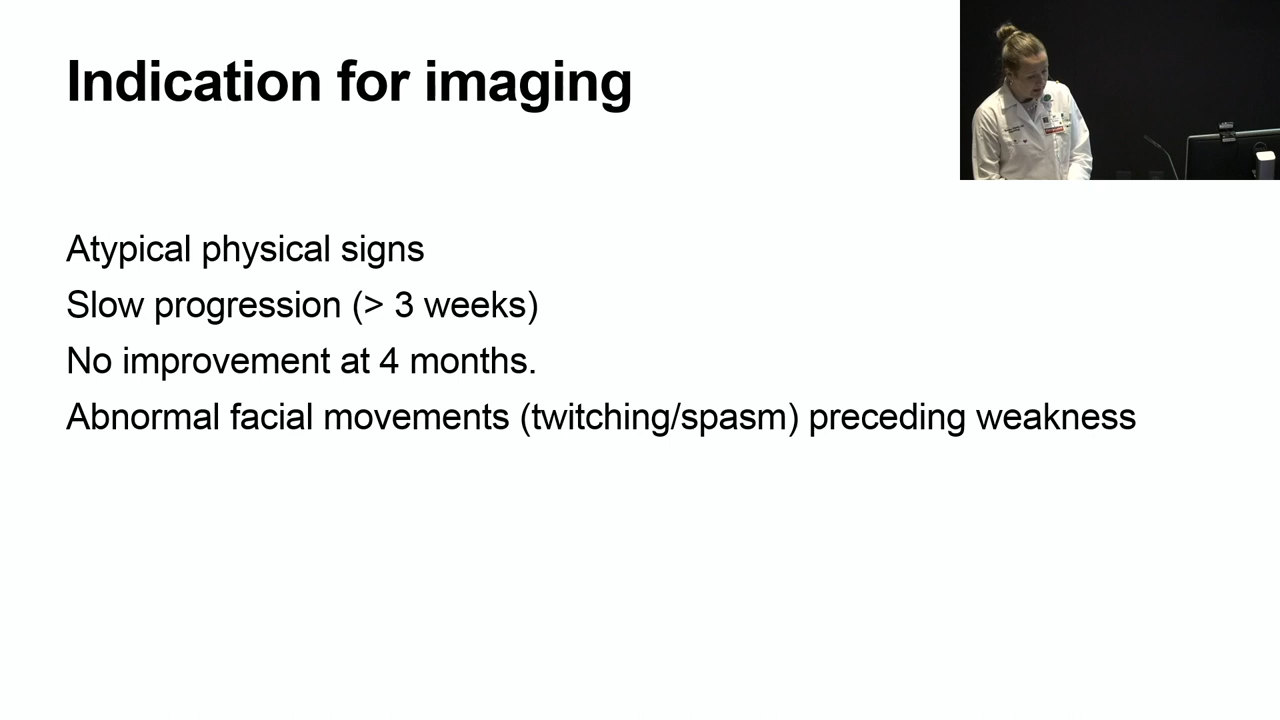 Indication for imaging
Atypical physical signs
Slow progression (> 3 weeks)
No improvement at 4 months.
Abnormal facial movements (twitching/spasm) preceding weakness